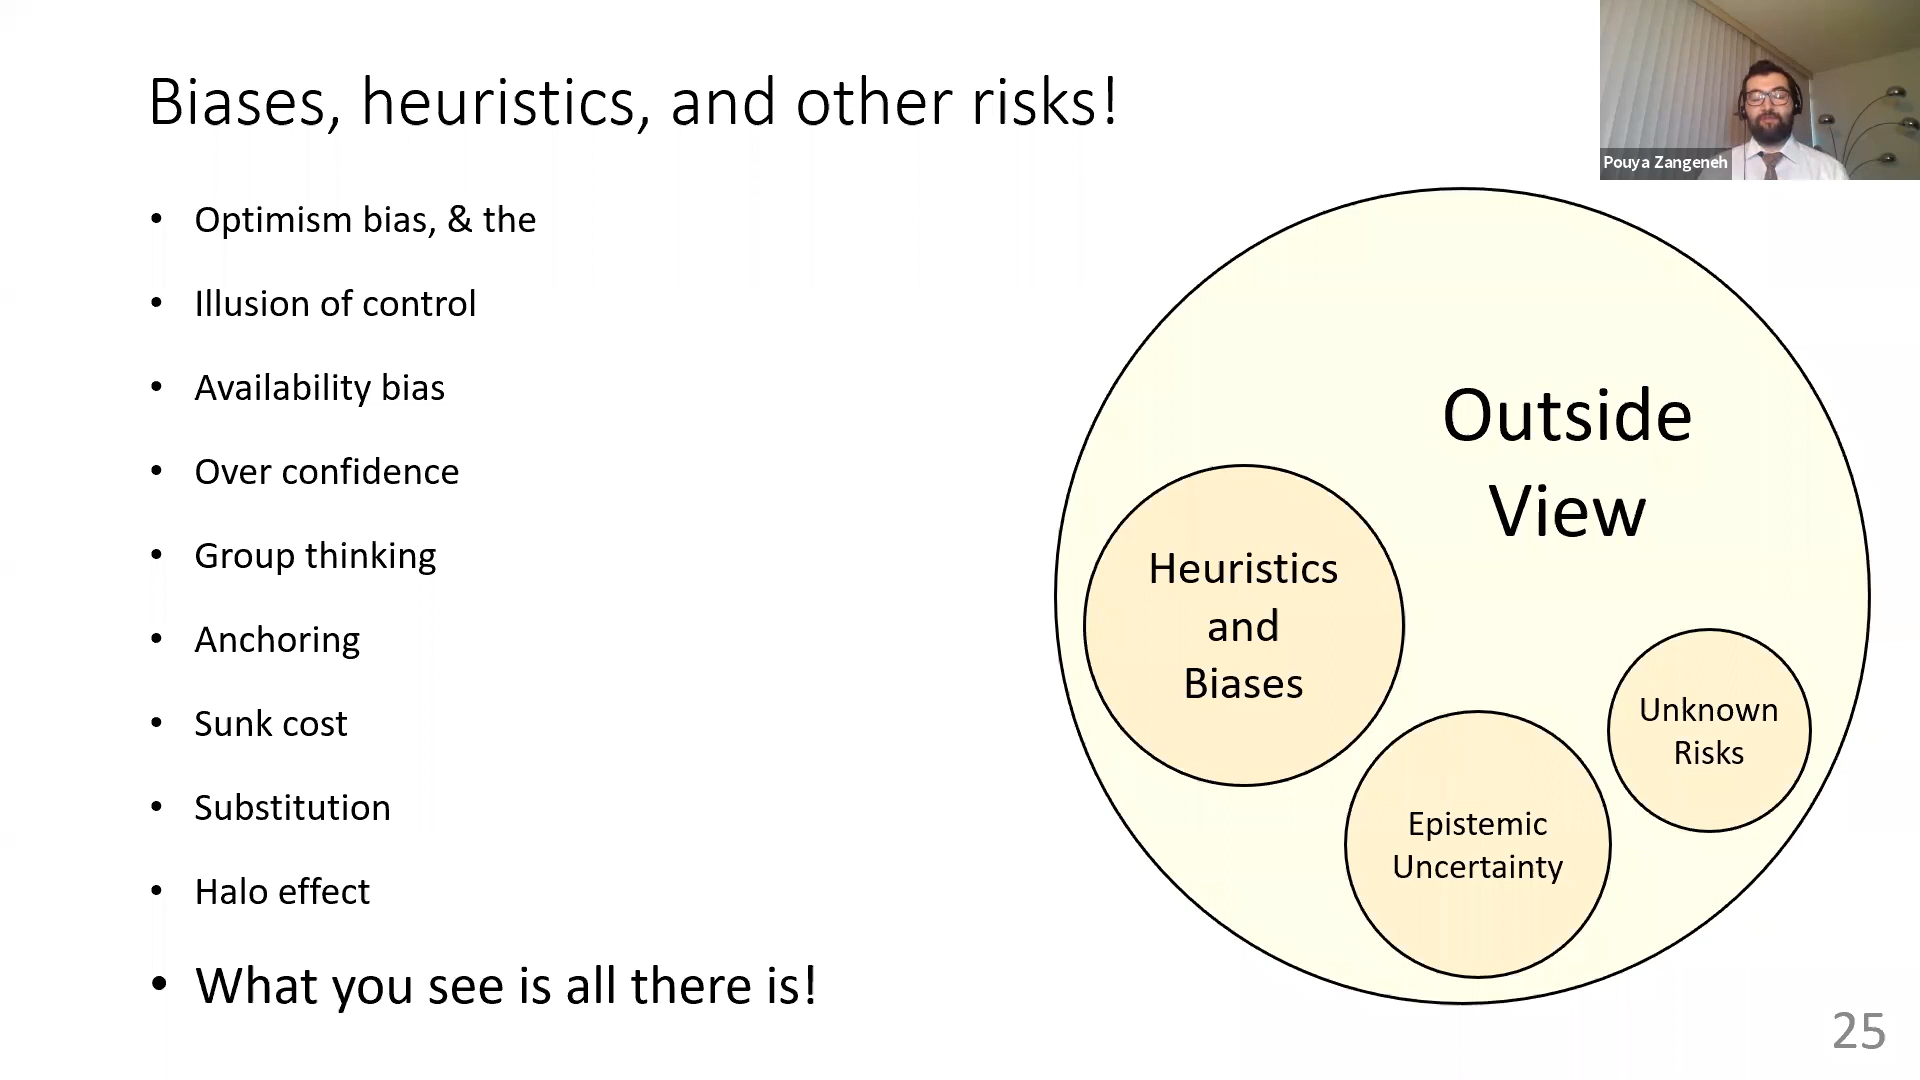 Biases, heuristics, and other risks!
Pouya Zangeneh
• Optimism bias, & the
• Illusion of control
• Availability bias
• Over confidence
• Group thinking
• Anchoring
• Sunk cost
• Substitution
• Halo effect
• What you see is all there is!
Outside
View
Heuristics
and
Biases
Epistemic
Uncertainty
Unknown
Risks
25